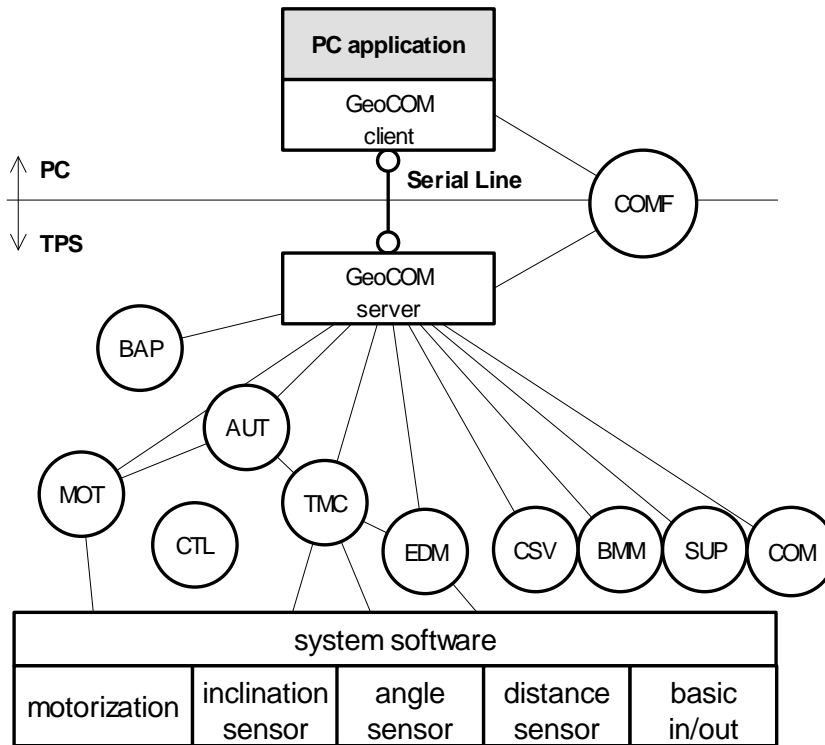 PC application
GeoCOM
client
PC
Serial Line
COMF
TPS
GeoCOM
server
BAP
AUT
MOT
TMC
CTL
EDM
CSV
BMM
SUP
COM
system software
motorization
inclination
sensor
angle
sensor
distance
sensor
basic
in/out